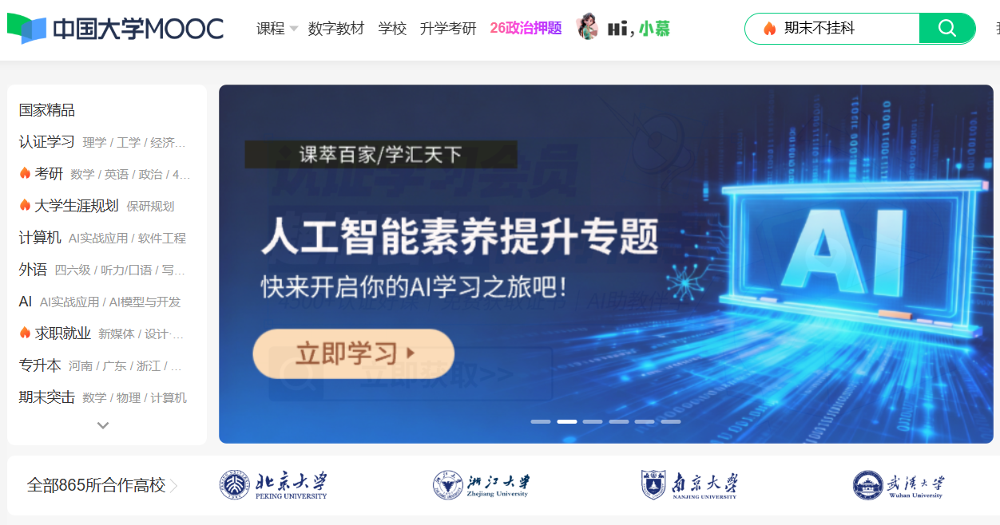 中国大学MOOC
课程 数字教材 学校 升学考研 26政治押题 Hi,小慕
期末不挂科
国家精品
认证学习 理学 / 工学 / 经济...
考研 数学 / 英语 / 政治 / 4...
大学生涯规划 保研规划
计算机 AI实战应用 / 软件工程
外语 四六级 / 听力/口语 / 写...
AI AI实战应用 / AI模型与开发
求职就业 新媒体 / 设计·...
专升本 河南 / 广东 / 浙江 / ...
期末突击 数学 / 物理 / 计算机
课萃百家/学汇天下
认证学习会员
人工智能素养提升专题
快来开启你的AI学习之旅吧!
立即学习
立即获取>>
AI
全部865所合作高校
北京大学
PEKING UNIVERSITY
浙江大学
Zhejiang University
南京大学
NANJING UNIVERSITY
武汉大学
Wuhan University